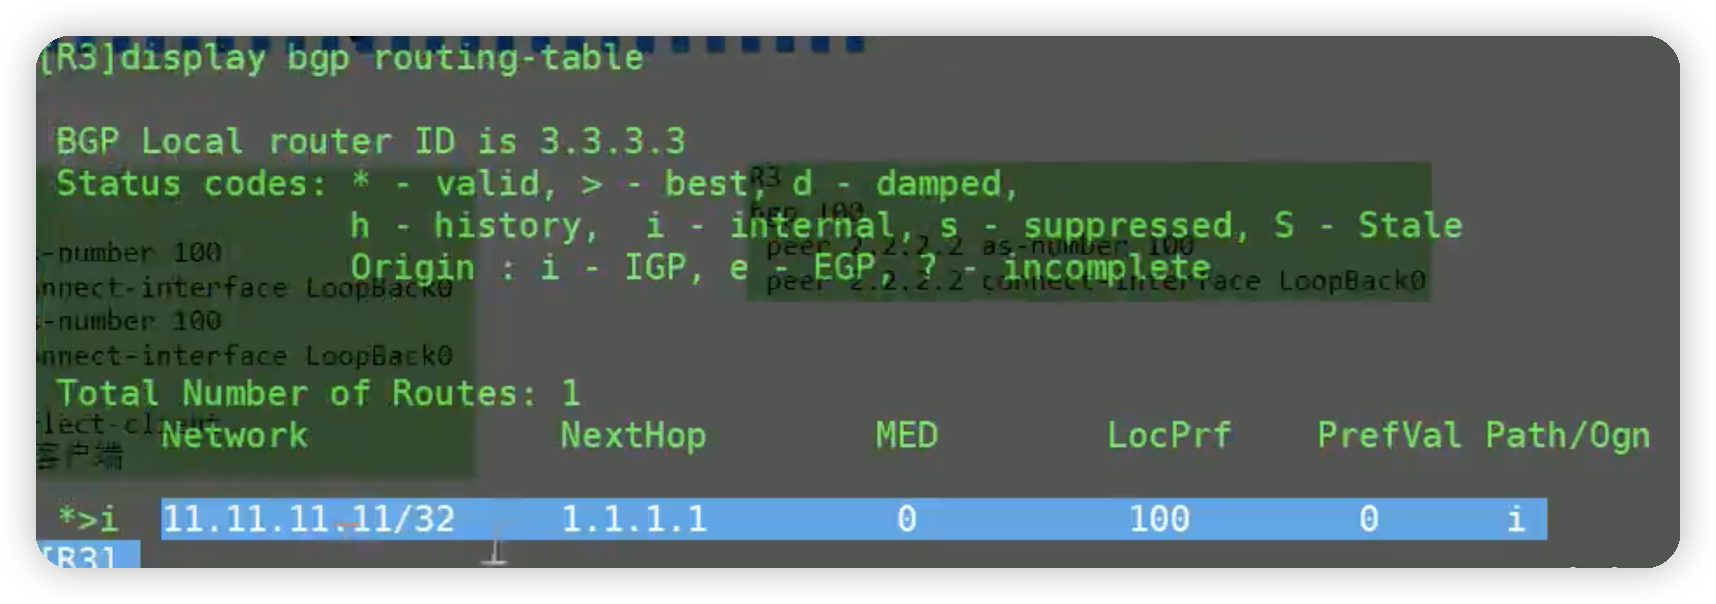 [R3]display bgp routing-table
BGP Local router ID is 3.3.3.3
Status codes: * - valid, > - best, d - damped,
h - history, i - internal, s - suppressed, S - Stale
Origin : i - IGP, e - EGP, ? - incomplete
Total Number of Routes: 1
Network NextHop MED LocPrf PrefVal Path/Ogn
*>i 11.11.11.11/32 1.1.1.1 0 100 0 i
[R3]
-number 100
nnect-interface LoopBack0
-number 100
onnect-interface LoopBack0
lect-client
客户端
R3
bgp 100
peer 2.2.2.2 as-number 100
peer 2.2.2.2 connect-interface LoopBack0